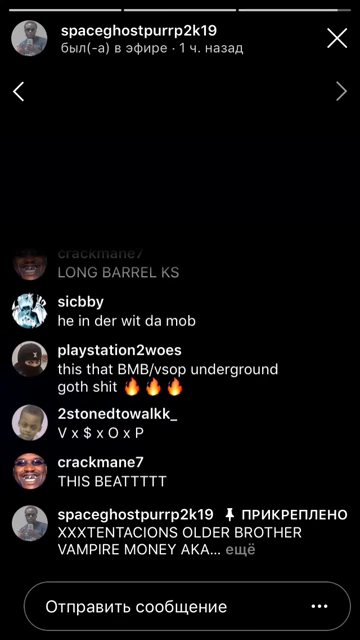 spaceghostpurrp2k19
был(-а) в эфире · 1 ч. назад
crackmane7
LONG BARREL KS
sicbby
he in der wit da mob
playstation2woes
this that BMB/vsop underground
goth shit 🔥🔥🔥
2stonedtowalkk_
V x $ x O x P
crackmane7
THIS BEATTTTT
spaceghostpurrp2k19 📌 ПРИКРЕПЛЕНО
XXXTENTACIONS OLDER BROTHER
VAMPIRE MONEY AKA... ещё
Отправить сообщение